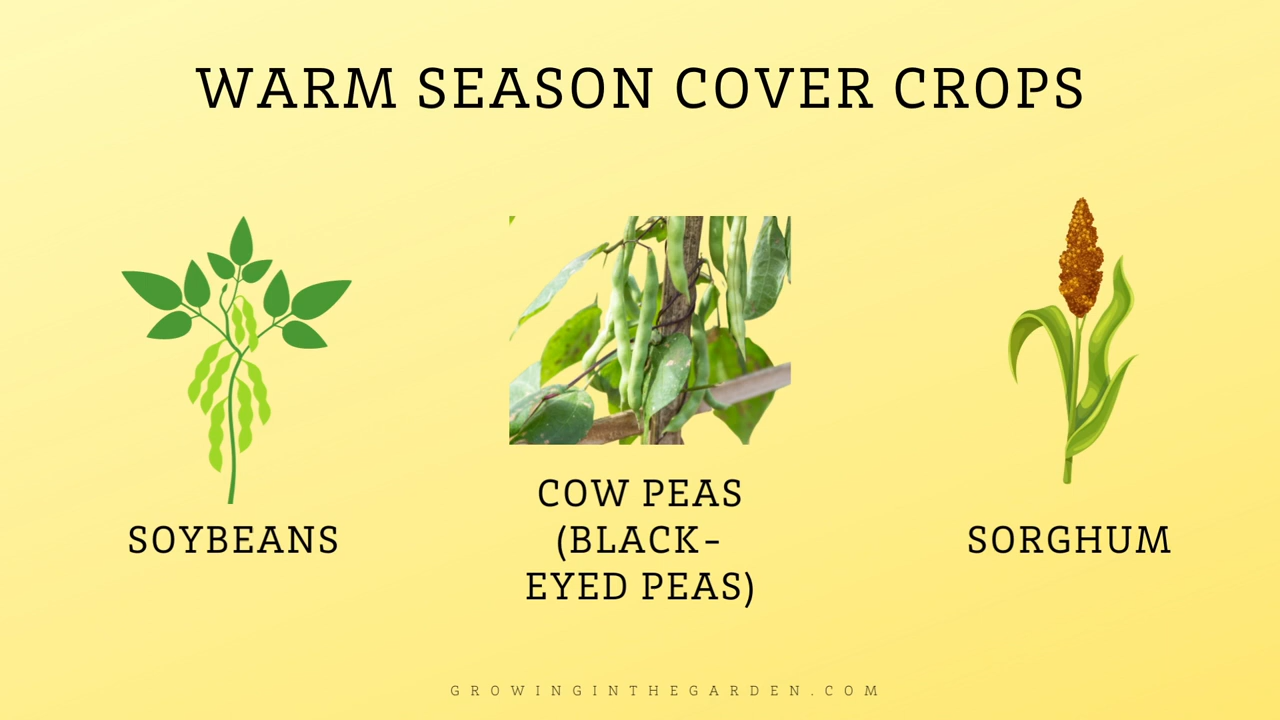 WARM SEASON COVER CROPS
SOYBEANS
COW PEAS
(BLACK-
EYED PEAS)
SORGHUM
GROWINGINTHEGARDEN.COM